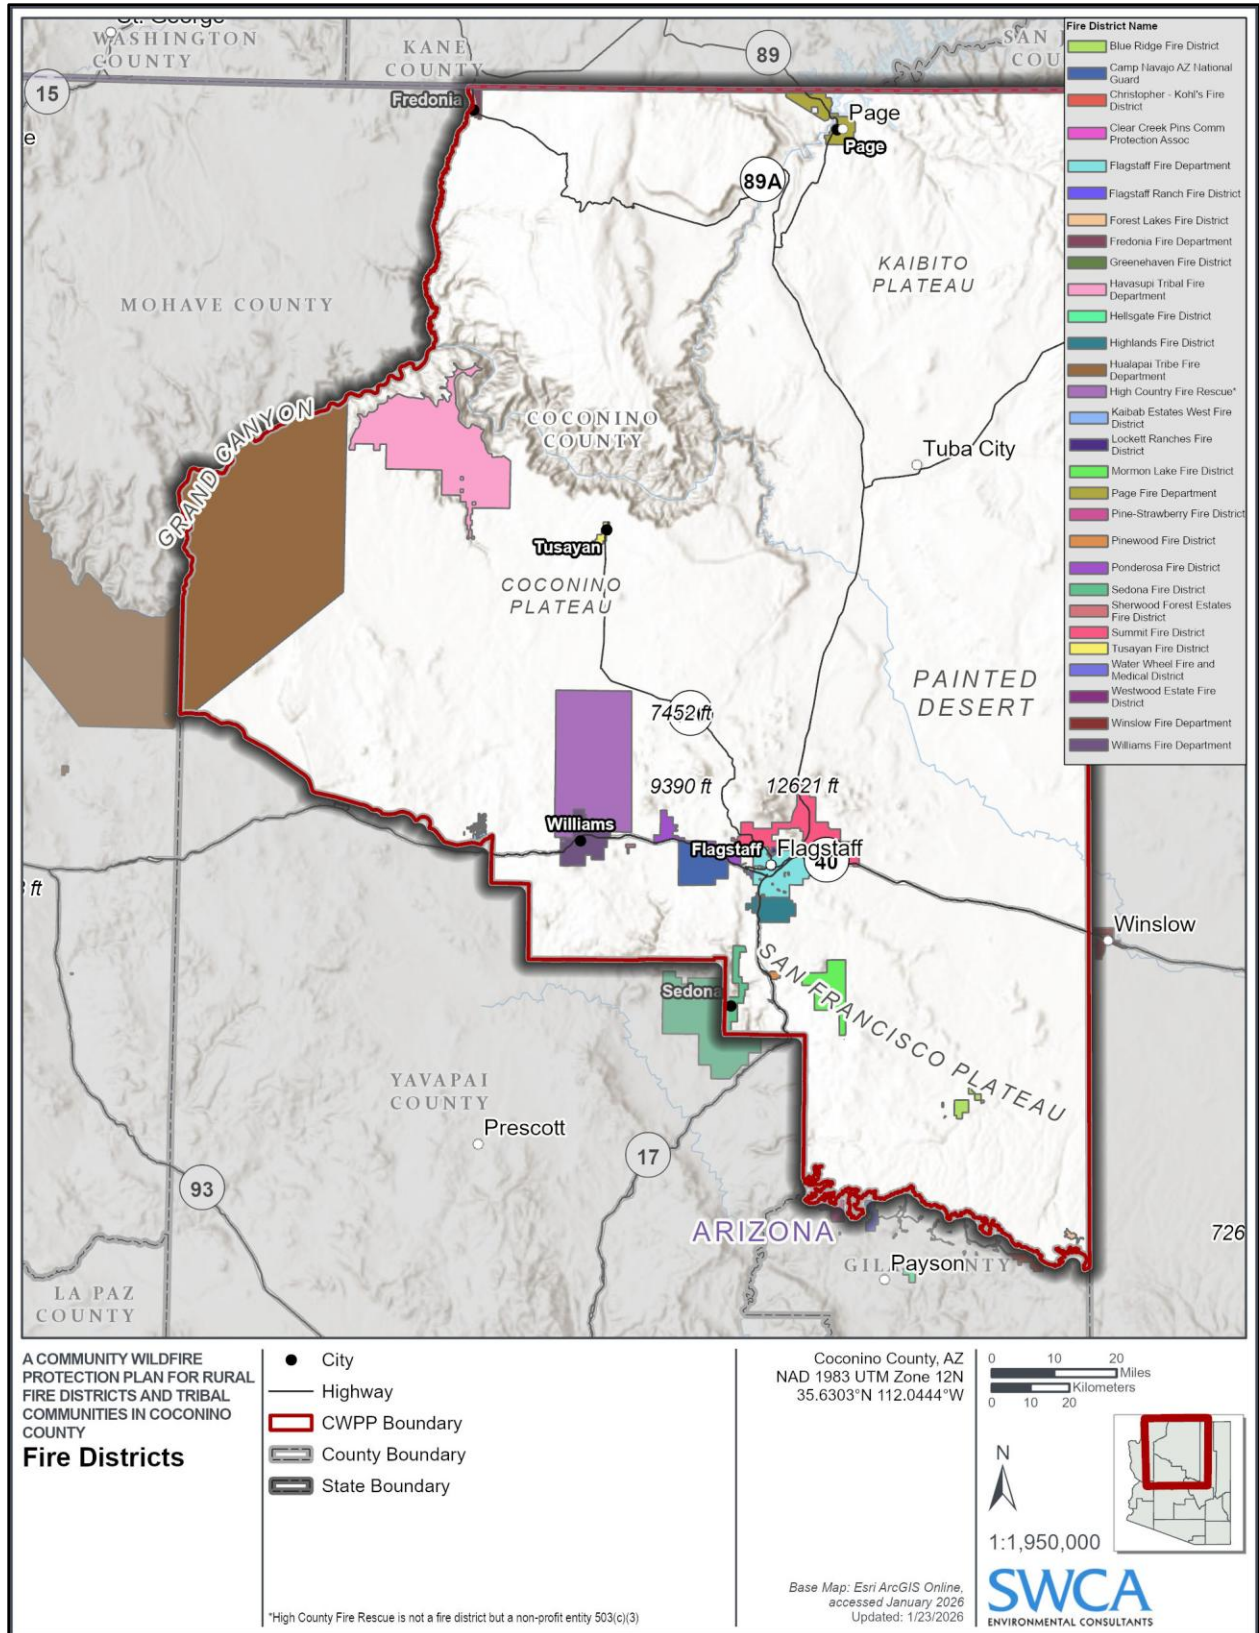 St. George
WASHINGTON
COUNTY
KANE
COUNTY
89
SAN
COU
15
Fredonia
Page
Page
e
89A
KAIBITO
PLATEAU
MOHAVE COUNTY
GRAND CANYON
COCONINO
COUNTY
Tuba City
Tusayan
COCONINO
PLATEAU
PAINTED
DESERT
7452 ft
9390 ft
12621 ft
Williams
Flagstaff
Flagstaff
40
ft
Winslow
SAN FRANCISCO PLATEAU
Sedona
YAVAPAI
COUNTY
Prescott
17
93
ARIZONA
726
GIL
Payson
NTY
LA PAZ
COUNTY
Fire District Name
Blue Ridge Fire District
Camp Navajo AZ National
Guard
Christopher - Kohl's Fire
District
Clear Creek Pins Comm
Protection Assoc
Flagstaff Fire Department
Flagstaff Ranch Fire District
Forest Lakes Fire District
Fredonia Fire Department
Greenehaven Fire District
Havasupi Tribal Fire
Department
Hellsgate Fire District
Highlands Fire District
Hualapai Tribe Fire
Department
High Country Fire Rescue*
Kaibab Estates West Fire
District
Lockett Ranches Fire
District
Mormon Lake Fire District
Page Fire Department
Pine-Strawberry Fire District
Pinewood Fire District
Ponderosa Fire District
Sedona Fire District
Sherwood Forest Estates
Fire District
Summit Fire District
Tusayan Fire District
Water Wheel Fire and
Medical District
Westwood Estate Fire
District
Winslow Fire Department
Williams Fire Department
A COMMUNITY WILDFIRE
PROTECTION PLAN FOR RURAL
FIRE DISTRICTS AND TRIBAL
COMMUNITIES IN COCONINO
COUNTY
Fire Districts
City
Highway
CWPP Boundary
County Boundary
State Boundary
*High County Fire Rescue is not a fire district but a non-profit entity 503(c)(3)
Coconino County, AZ
NAD 1983 UTM Zone 12N
35.6303°N 112.0444°W
Base Map: Esri ArcGIS Online,
accessed January 2026
Updated: 1/23/2026
0 10 20
Miles
Kilometers
0 10 20
N
1:1,950,000
SWCA
ENVIRONMENTAL CONSULTANTS